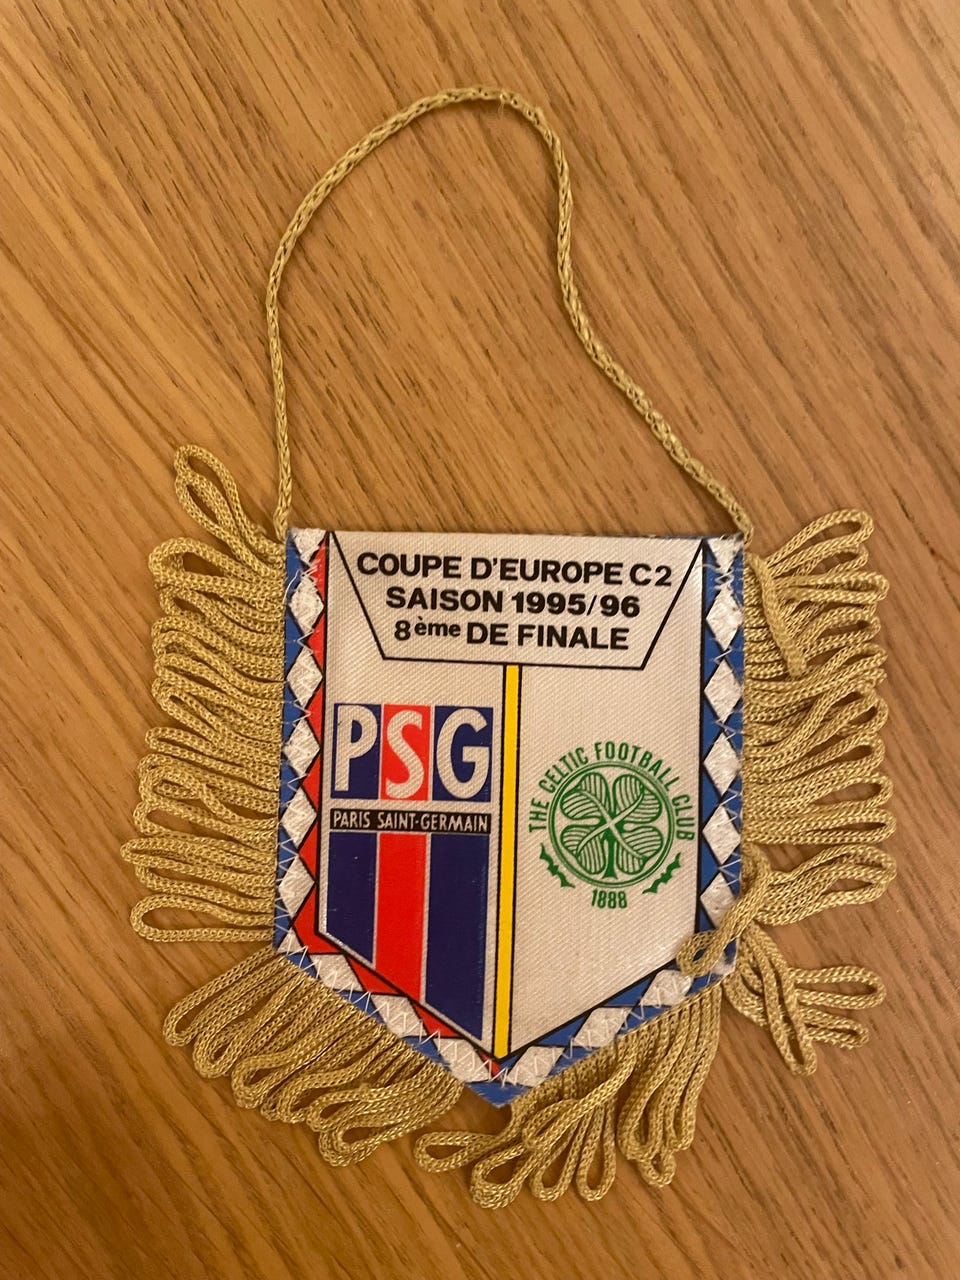 COUPE D'EUROPE C2
SAISON 1995/96
8ème DE FINALE
PSG
PARIS SAINT-GERMAIN
THE CELTIC FOOTBALL CLUB
1888